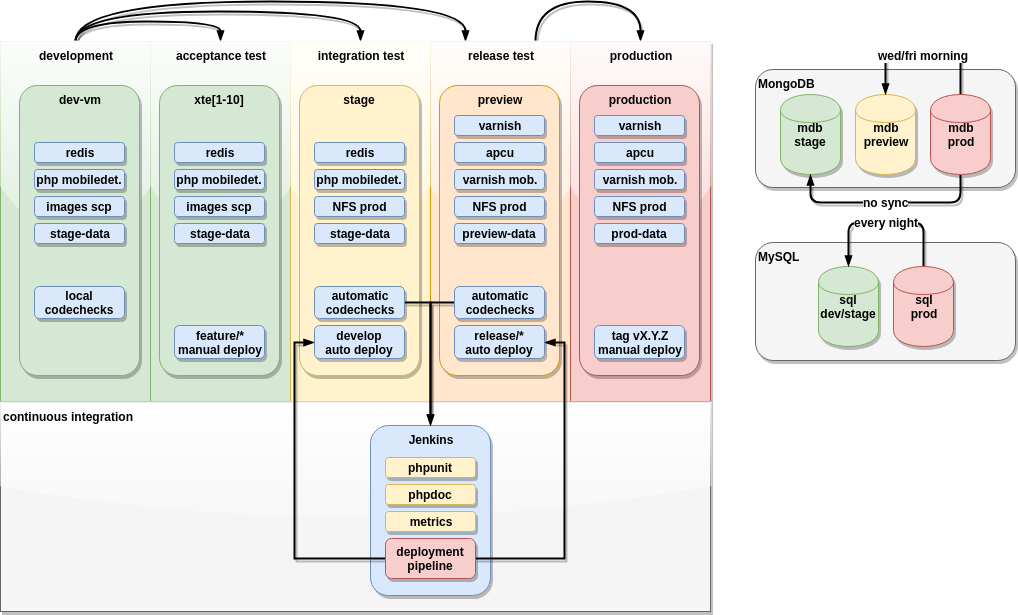 development
acceptance test
integration test
release test
production
dev-vm
redis
php mobiledet.
images scp
stage-data
local
codechecks
xte[1-10]
redis
php mobiledet.
images scp
stage-data
feature/*
manual deploy
stage
redis
php mobiledet.
NFS prod
stage-data
automatic
codechecks
develop
auto deploy
preview
varnish
apcu
varnish mob.
NFS prod
preview-data
automatic
codechecks
release/*
auto deploy
production
varnish
apcu
varnish mob.
NFS prod
prod-data
tag vX.Y.Z
manual deploy
continuous integration
Jenkins
phpunit
phpdoc
metrics
deployment
pipeline
wed/fri morning
MongoDB
mdb
stage
mdb
preview
mdb
prod
no sync
every night
MySQL
sql
dev/stage
sql
prod